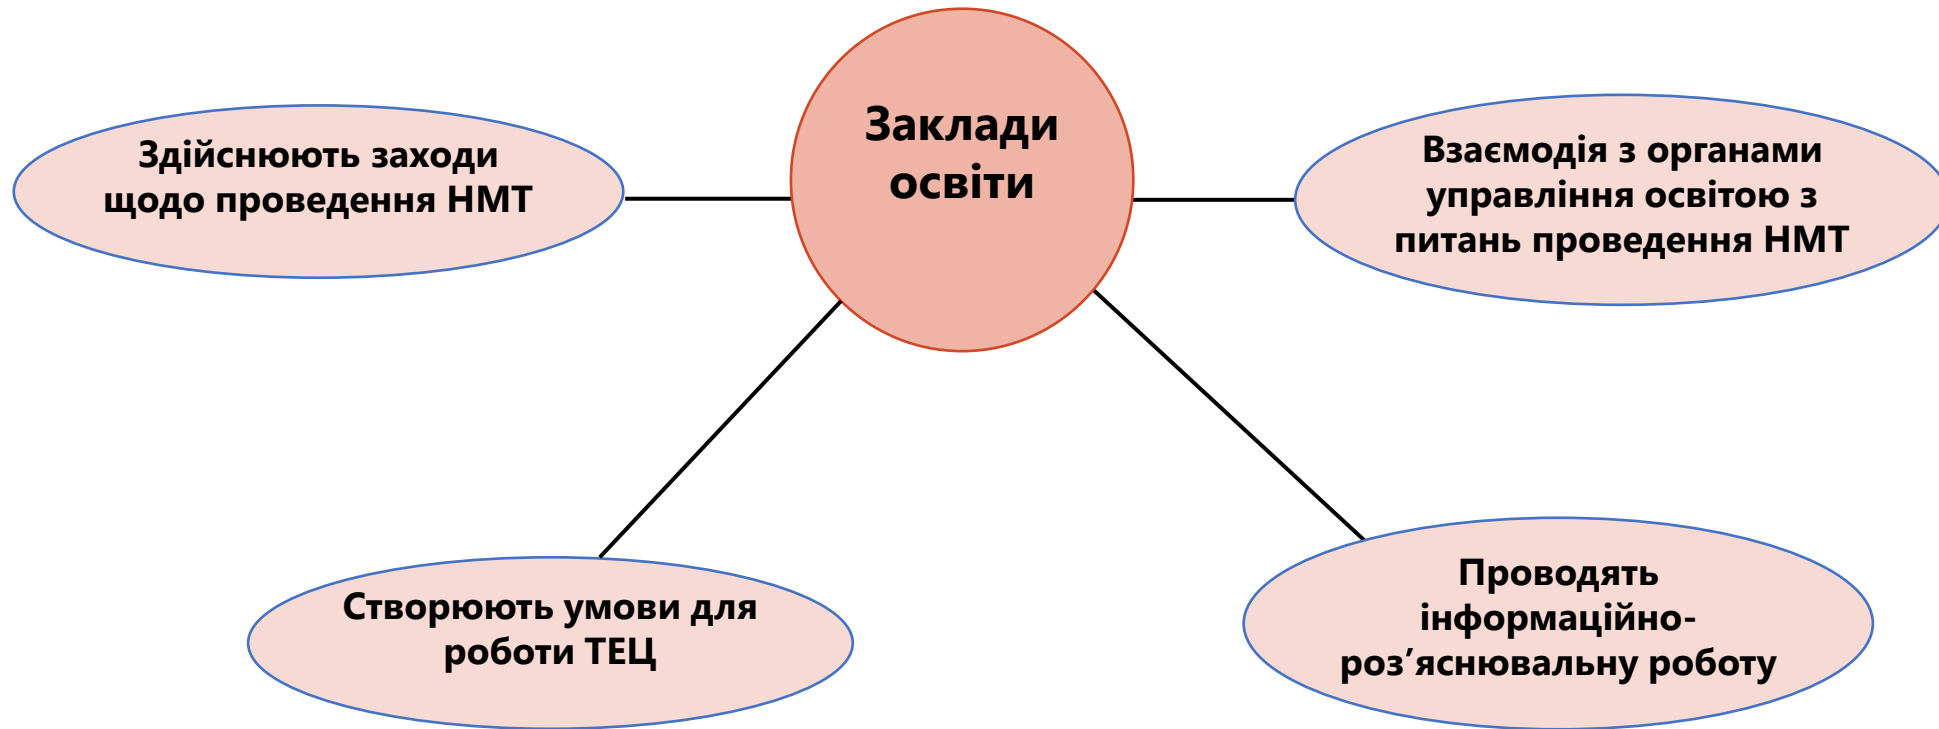 Заклади
освіти
Здійснюють заходи
щодо проведення НМТ
Взаємодія з органами
управління освітою з
питань проведення НМТ
Створюють умови для
роботи ТЕЦ
Проводять
інформаційно-
роз’яснювальну роботу